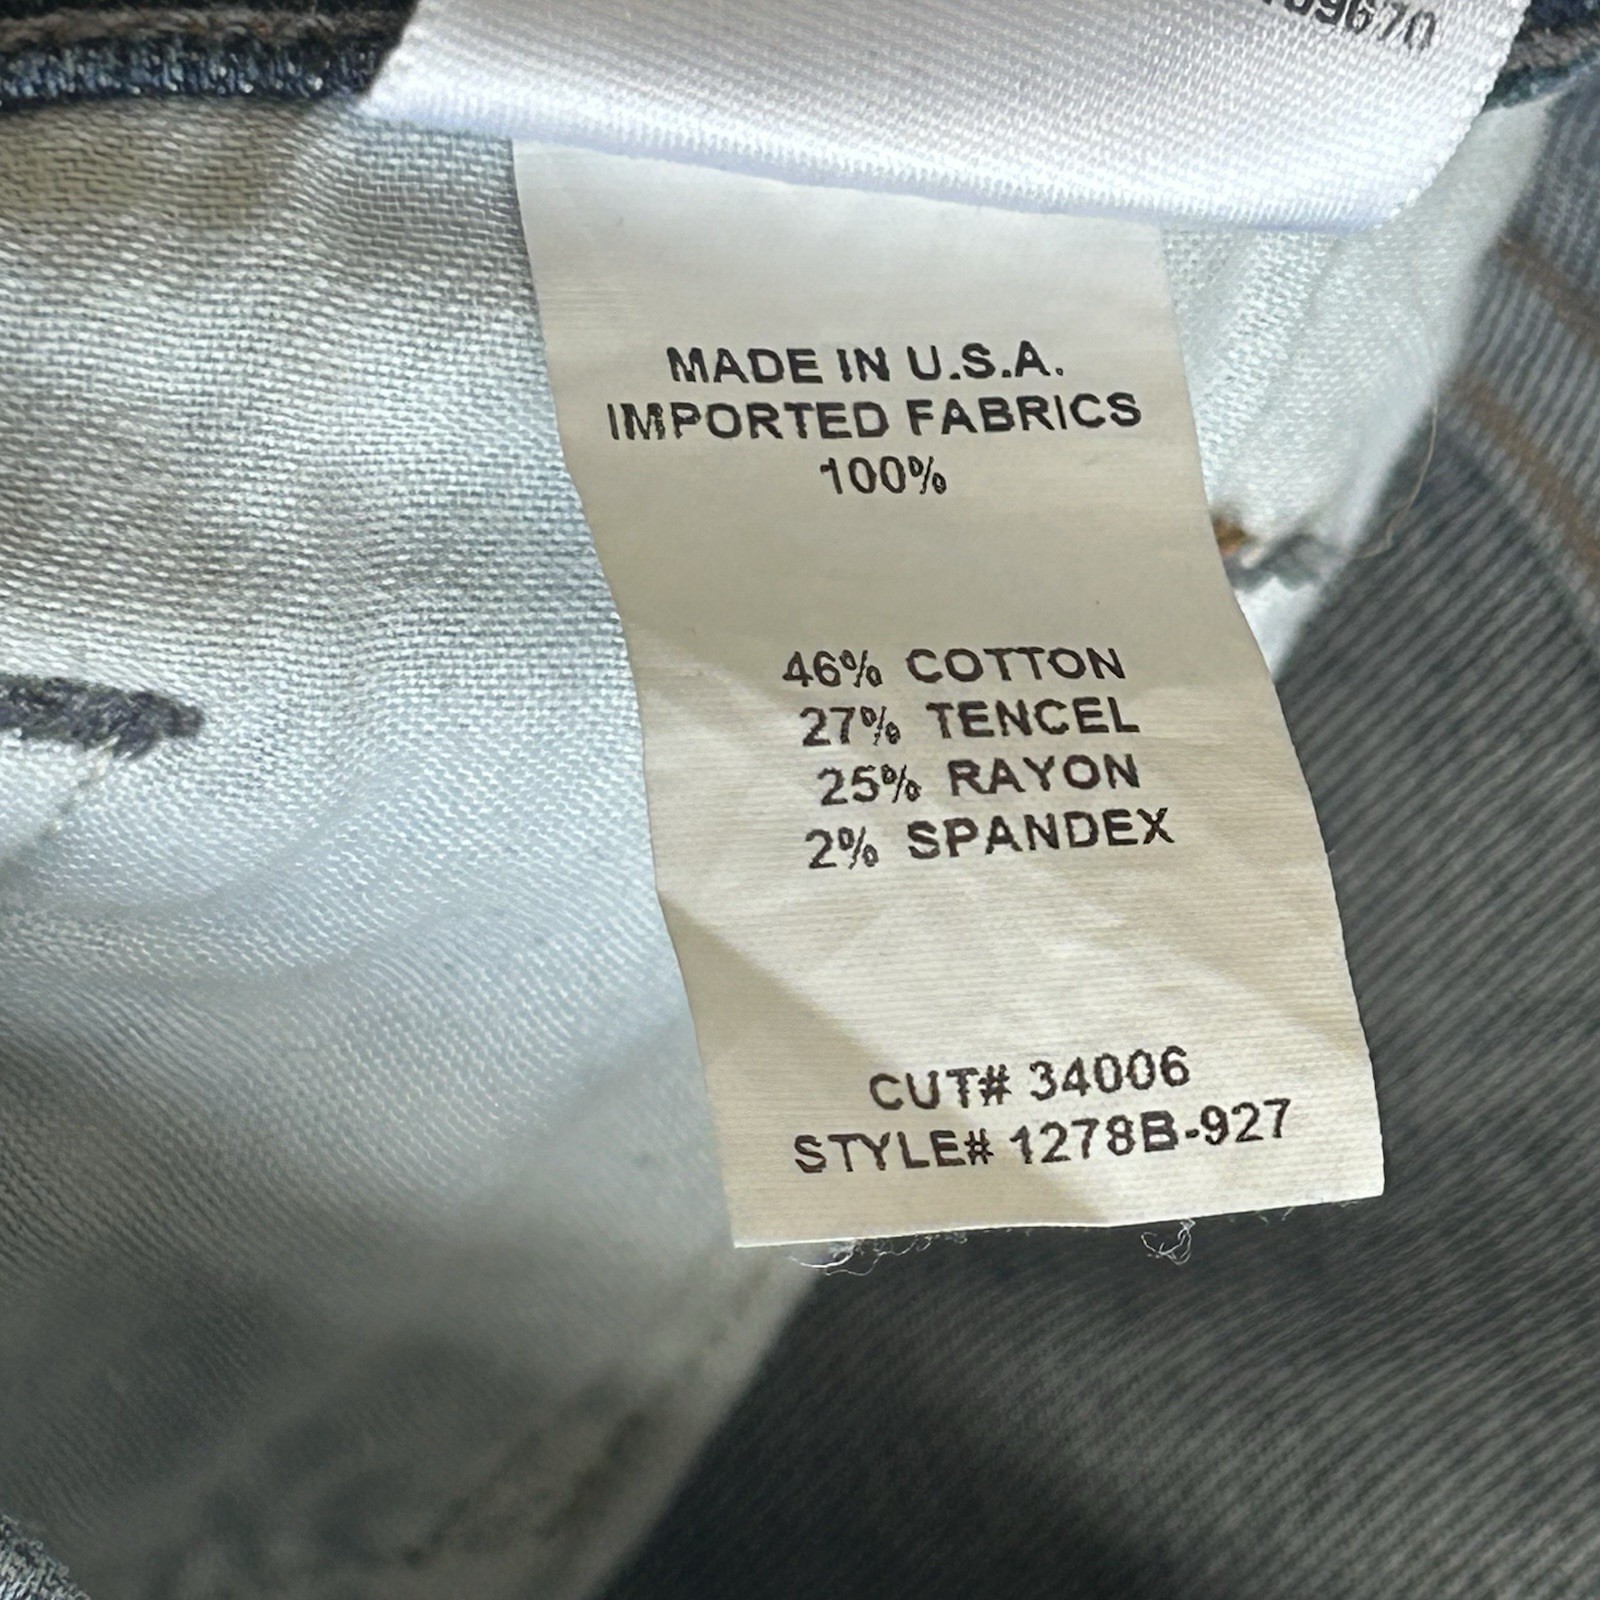 MADE IN U.S.A.
IMPORTED FABRICS
100%
46% COTTON
27% TENCEL
25% RAYON
2% SPANDEX
CUT# 34006
STYLE# 1278B-927